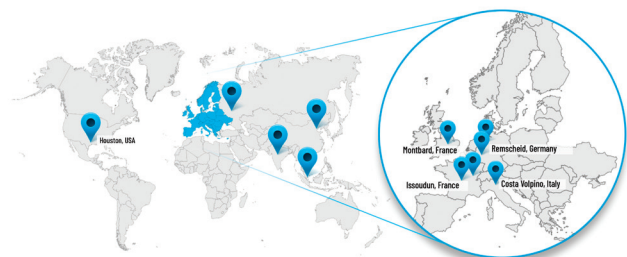 Houston, USA
Montbard, France
Remscheid, Germany
Issoudun, France
Costa Volpino, Italy